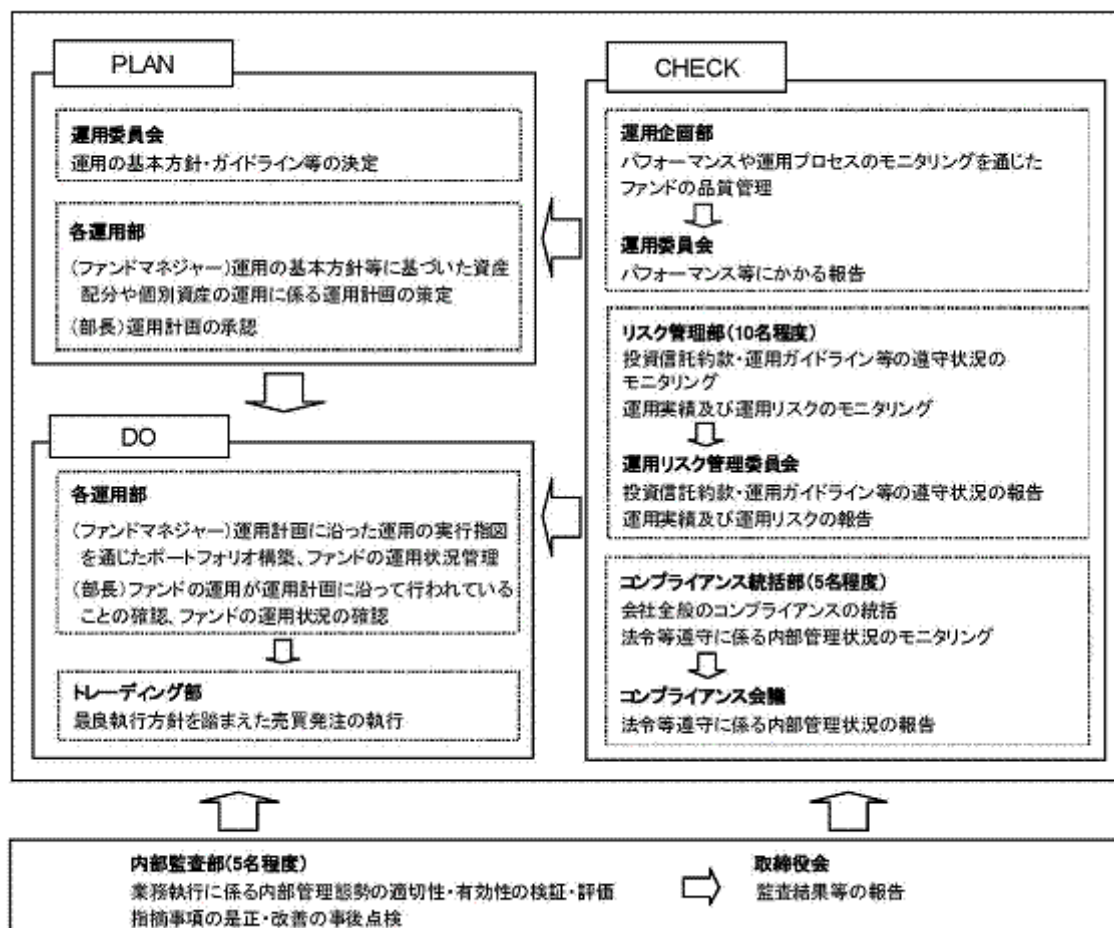 PLAN
運用委員会
運用の基本方針・ガイドライン等の決定
各運用部
(ファンドマネジャー)運用の基本方針等に基づいた資産
配分や個別資産の運用に係る運用計画の策定
(部長)運用計画の承認
DO
各運用部
(ファンドマネジャー)運用計画に沿った運用の実行指図
を通じたポートフォリオ構築、ファンドの運用状況管理
(部長)ファンドの運用が運用計画に沿って行われている
ことの確認、ファンドの運用状況の確認
トレーディング部
最良執行方針を踏まえた売買発注の執行
CHECK
運用企画部
パフォーマンスや運用プロセスのモニタリングを通じた
ファンドの品質管理
運用委員会
パフォーマンス等にかかる報告
リスク管理部(10名程度)
投資信託約款・運用ガイドライン等の遵守状況の
モニタリング
運用実績及び運用リスクのモニタリング
運用リスク管理委員会
投資信託約款・運用ガイドライン等の遵守状況の報告
運用実績及び運用リスクの報告
コンプライアンス統括部(5名程度)
会社全般のコンプライアンスの統括
法令等遵守に係る内部管理状況のモニタリング
コンプライアンス会議
法令等遵守に係る内部管理状況の報告
内部監査部(5名程度)
業務執行に係る内部管理態勢の適切性・有効性の検証・評価
指摘事項の是正・改善の事後点検
取締役会
監査結果等の報告